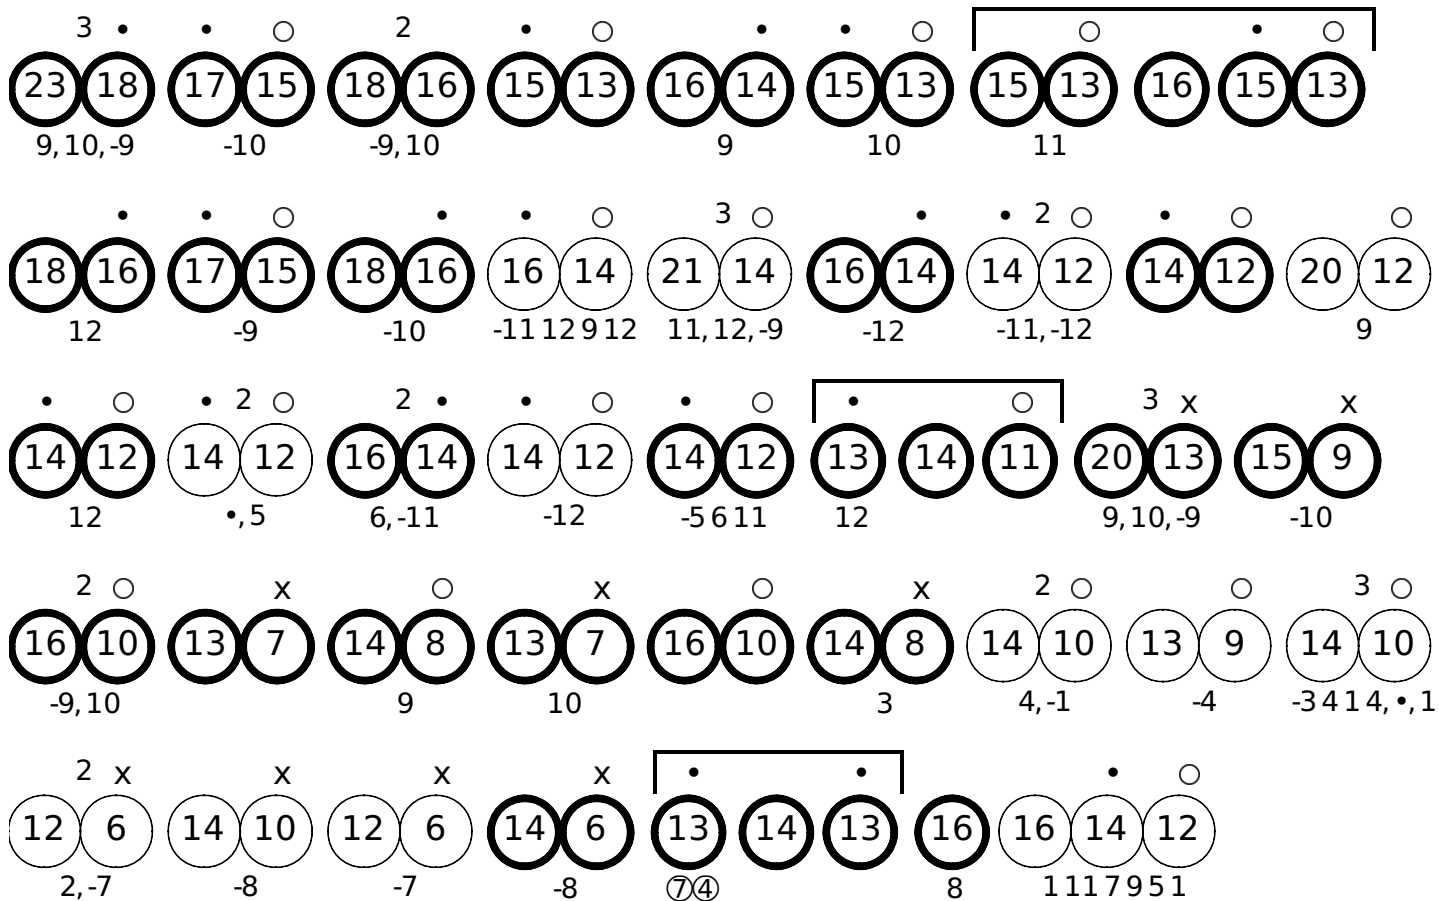 3 • • ○ 2 • ○ • • ○ ○ • ○
23 18 17 15 18 16 15 13 16 14 15 13 15 13 16 15 13
9,10,-9 -10 -9,10 9 10 11
• • ○ • • ○ 3 ○ • • 2 ○ • ○ ○
18 16 17 15 18 16 16 14 21 14 16 14 14 12 14 12 20 12
12 -9 -10 -11 12 9 12 11,12,-9 -12 -11,-12 9
• ○ • 2 ○ 2 • • ○ • ○ • ○ 3 x x
14 12 14 12 16 14 14 12 14 12 13 14 11 20 13 15 9
12 •,5 6,-11 -12 -5 6 11 12 9,10,-9 -10
2 ○ x ○ x ○ x 2 ○ ○ 3 ○
16 10 13 7 14 8 13 7 16 10 14 8 14 10 13 9 14 10
-9,10 9 10 3 4,-1 -4 -3 4 1 4,•,1
2 x x x x • • • ○
12 6 14 10 12 6 14 6 13 14 13 16 16 14 12
2,-7 -8 -7 -8 ⑦④ 8 1 11 7 9 5 1